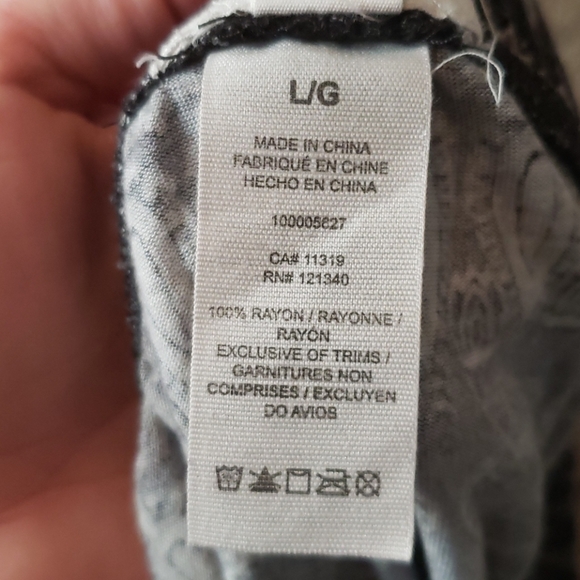 L/G
MADE IN CHINA
FABRIQUÉ EN CHINE
HECHO EN CHINA
100005627
CA# 11319
RN# 121340
100% RAYON / RAYONNE /
RAYÓN
EXCLUSIVE OF TRIMS /
GARNITURES NON
COMPRISES / EXCLUYEN
DO AVIOS